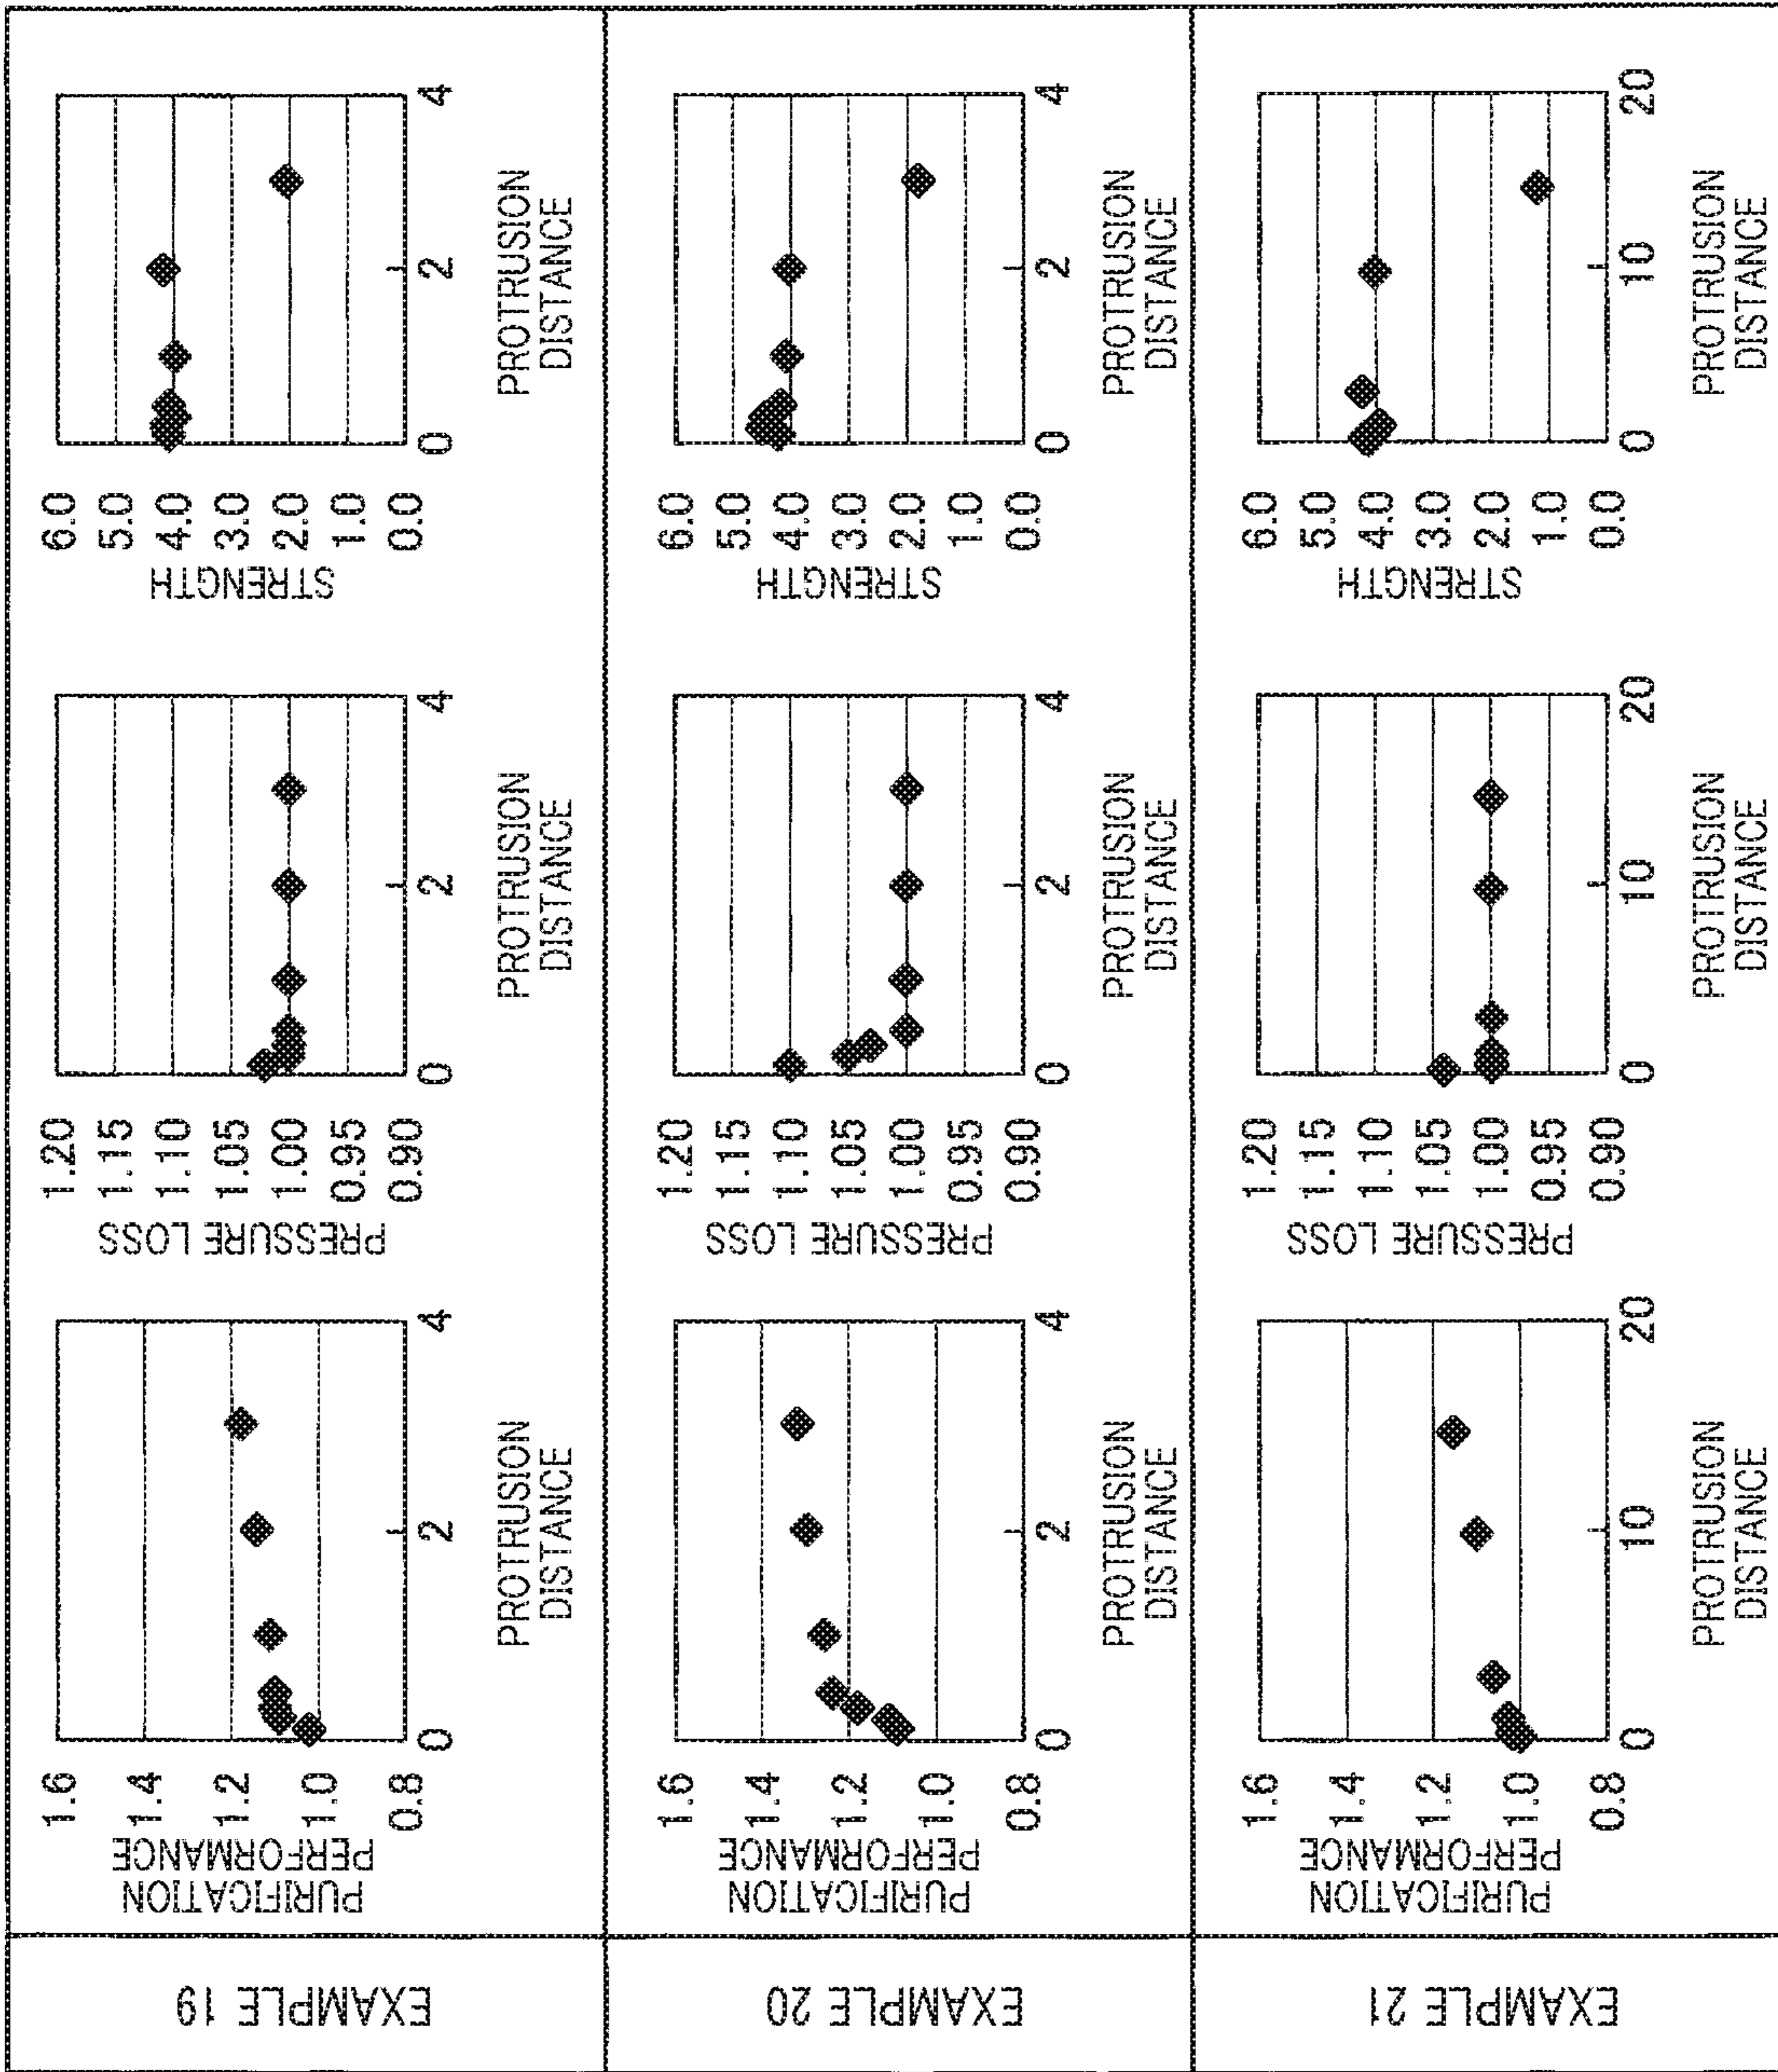 EXAMPLE 19
PURIFICATION
PERFORMANCE
1.6
1.4
1.2
1.0
0.8
0
2
4
PROTRUSION
DISTANCE
PRESSURE LOSS
1.20
1.15
1.10
1.05
1.00
0.95
0.90
0
2
4
PROTRUSION
DISTANCE
STRENGTH
6.0
5.0
4.0
3.0
2.0
1.0
0.0
0
2
4
PROTRUSION
DISTANCE
EXAMPLE 20
PURIFICATION
PERFORMANCE
1.6
1.4
1.2
1.0
0.8
0
2
4
PROTRUSION
DISTANCE
PRESSURE LOSS
1.20
1.15
1.10
1.05
1.00
0.95
0.90
0
2
4
PROTRUSION
DISTANCE
STRENGTH
6.0
5.0
4.0
3.0
2.0
1.0
0.0
0
2
4
PROTRUSION
DISTANCE
EXAMPLE 21
PURIFICATION
PERFORMANCE
1.6
1.4
1.2
1.0
0.8
0
10
20
PROTRUSION
DISTANCE
PRESSURE LOSS
1.20
1.15
1.10
1.05
1.00
0.95
0.90
0
10
20
PROTRUSION
DISTANCE
STRENGTH
6.0
5.0
4.0
3.0
2.0
1.0
0.0
0
10
20
PROTRUSION
DISTANCE